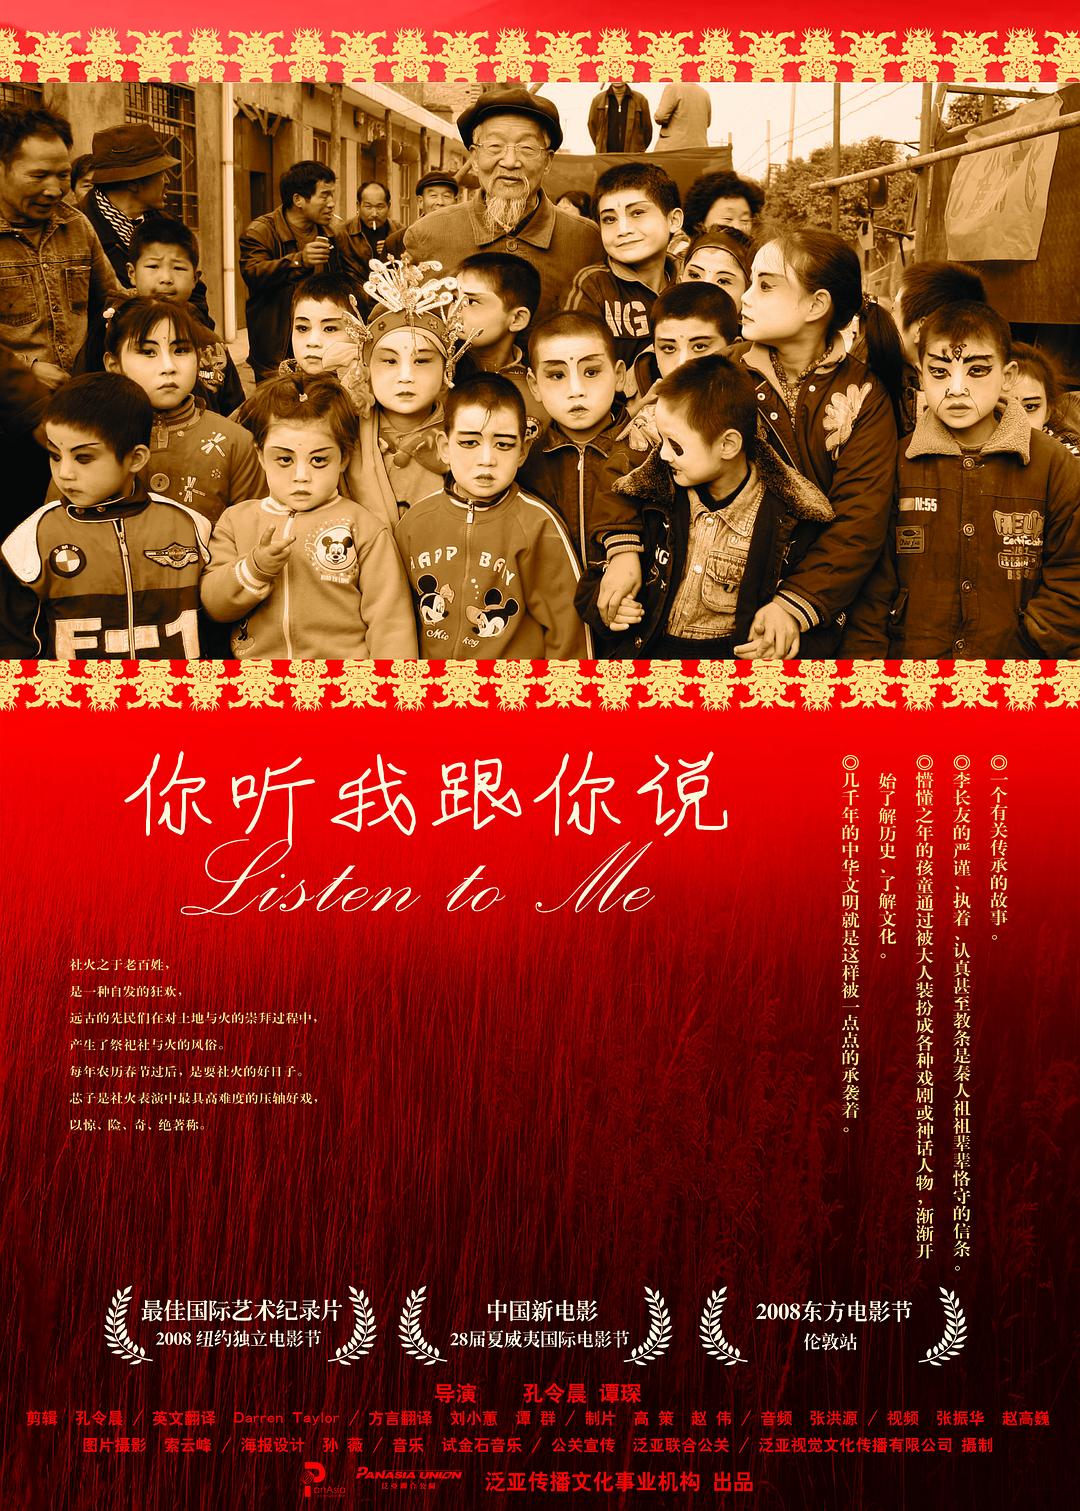 NG
N:55
HAPPY BAY
F-1
你听我跟你说
Listen to Me
◎一个有关传承的故事。
◎李长友的严谨、执着、认真甚至教条是秦人祖祖辈辈恪守的信条。
◎懵懂之年的孩童通过被大人装扮成各种戏剧或神话人物，渐渐开
始了解历史、了解文化。
◎几千年的中华文明就是这样被一点点的承袭着。
社火之于老百姓，
是一种自发的狂欢，
远古的先民们在对土地与火的崇拜过程中，
产生了祭祀社与火的风俗。
每年农历春节过后，是耍社火的好日子。
芯子是社火表演中最具高难度的压轴好戏，
以惊、险、奇、绝著称。
最佳国际艺术纪录片
2008 纽约独立电影节
中国新电影
28届夏威夷国际电影节
2008东方电影节
伦敦站
导演 孔令晨 谭琛
剪辑 孔令晨 / 英文翻译 Darren Taylor / 方言翻译 刘小蕙 谭群 / 制片 高策 赵伟 / 音频 张洪源 / 视频 张振华 赵高巍
图片摄影 索云峰 / 海报设计 孙薇 / 音乐 试金石音乐 / 公关宣传 泛亚联合公关 / 泛亚视觉文化传播有限公司 摄制
PanAsia
PANASIA UNION
泛亚联合公关
泛亚传播文化事业机构 出品